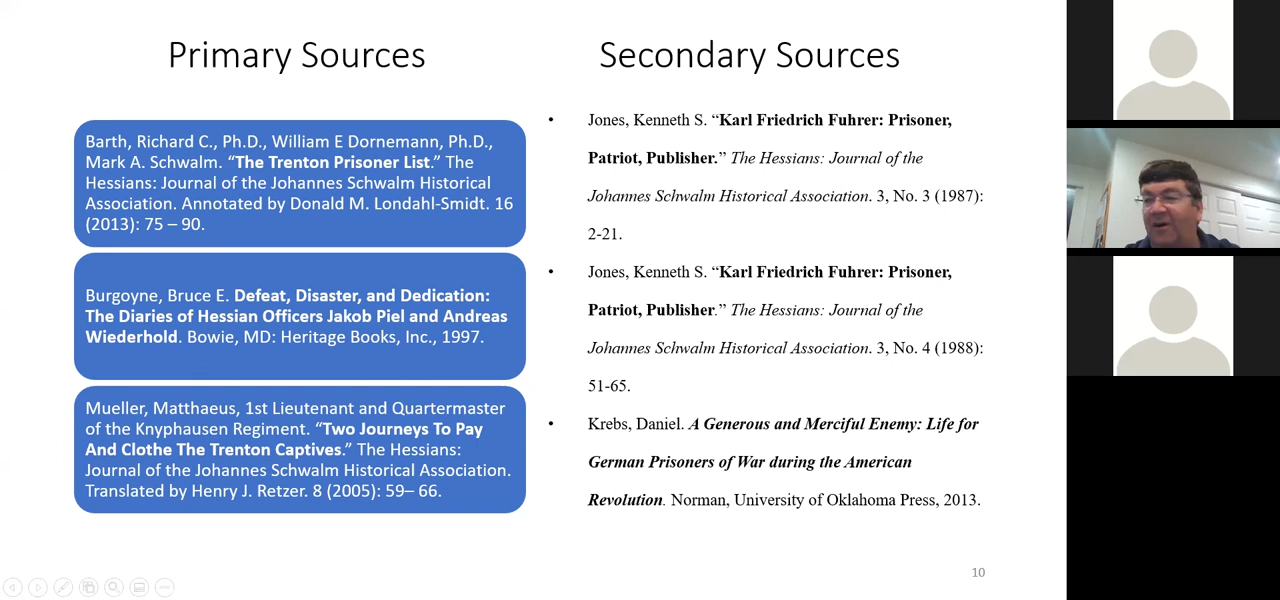 Primary Sources
Barth, Richard C., Ph.D., William E Dornemann, Ph.D.,
Mark A. Schwalm. “The Trenton Prisoner List.” The
Hessians: Journal of the Johannes Schwalm Historical
Association. Annotated by Donald M. Londahl-Smidt. 16
(2013): 75 – 90.
Burgoyne, Bruce E. Defeat, Disaster, and Dedication:
The Diaries of Hessian Officers Jakob Piel and Andreas
Wiederhold. Bowie, MD: Heritage Books, Inc., 1997.
Mueller, Matthaeus, 1st Lieutenant and Quartermaster
of the Knyphausen Regiment. “Two Journeys To Pay
And Clothe The Trenton Captives.” The Hessians:
Journal of the Johannes Schwalm Historical Association.
Translated by Henry J. Retzer. 8 (2005): 59– 66.
Secondary Sources
• Jones, Kenneth S. “Karl Friedrich Fuhrer: Prisoner,
Patriot, Publisher.” The Hessians: Journal of the
Johannes Schwalm Historical Association. 3, No. 3 (1987):
2-21.
• Jones, Kenneth S. “Karl Friedrich Fuhrer: Prisoner,
Patriot, Publisher.” The Hessians: Journal of the
Johannes Schwalm Historical Association. 3, No. 4 (1988):
51-65.
• Krebs, Daniel. A Generous and Merciful Enemy: Life for
German Prisoners of War during the American
Revolution. Norman, University of Oklahoma Press, 2013.
10